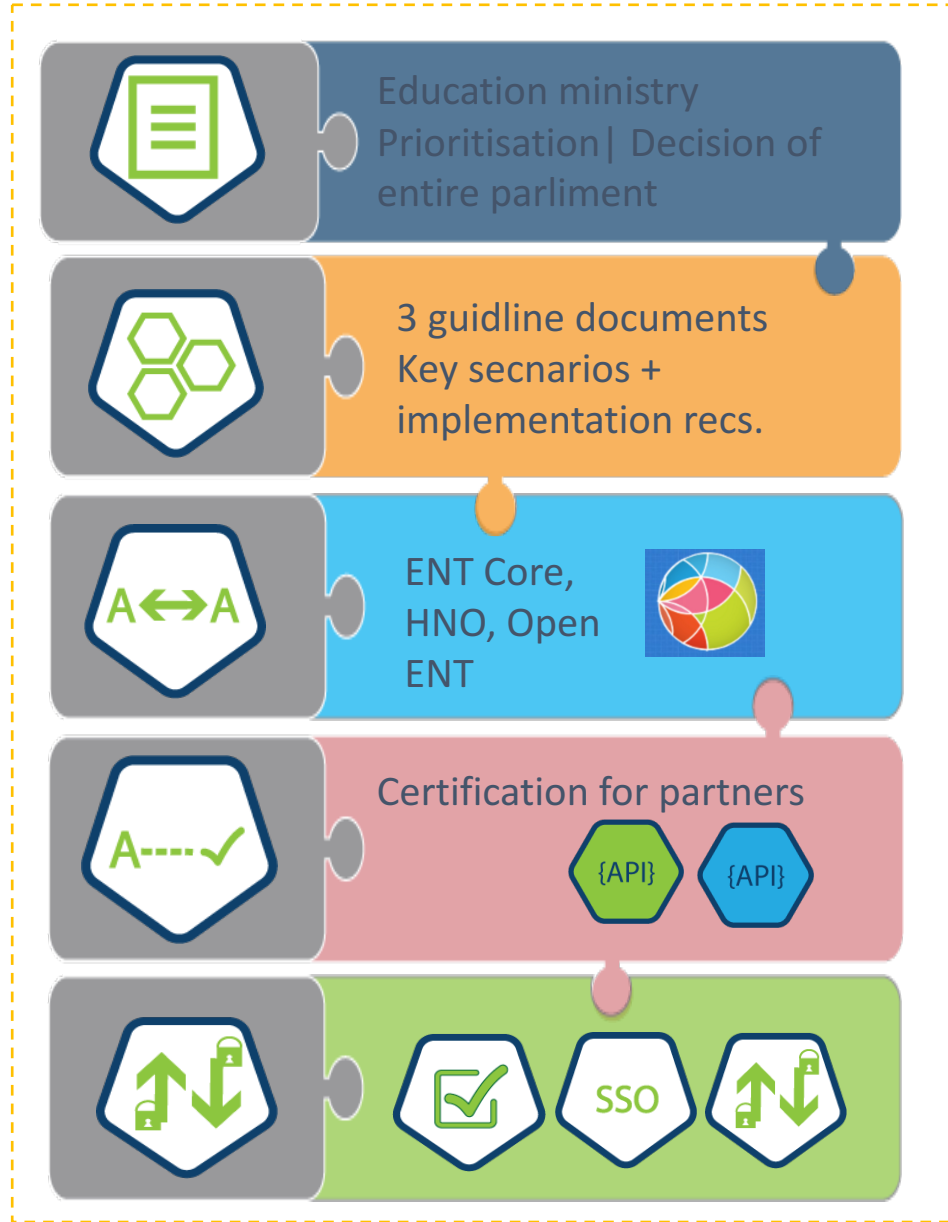 Education ministry
Prioritisation| Decision of
entire parliment
3 guidline documents
Key secnarios +
implementation recs.
A A
ENT Core,
HNO, Open
ENT
A
Certification for partners
{API} {API}
SSO